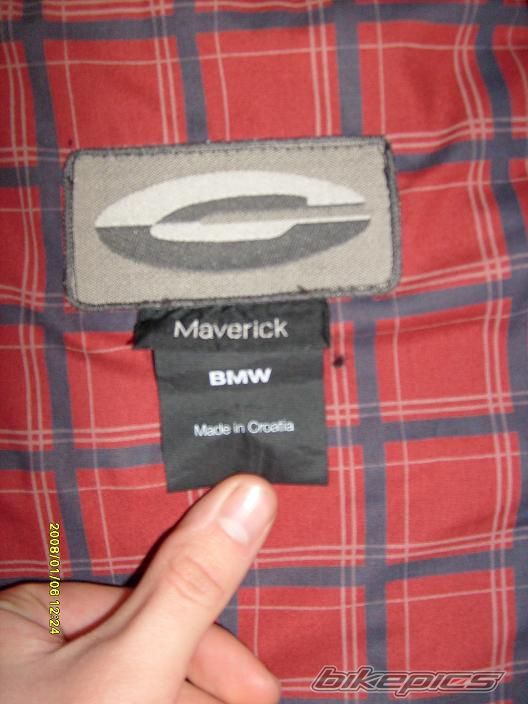 Maverick
BMW
Made in Croatia
2008/01/06 12:24
bikepics